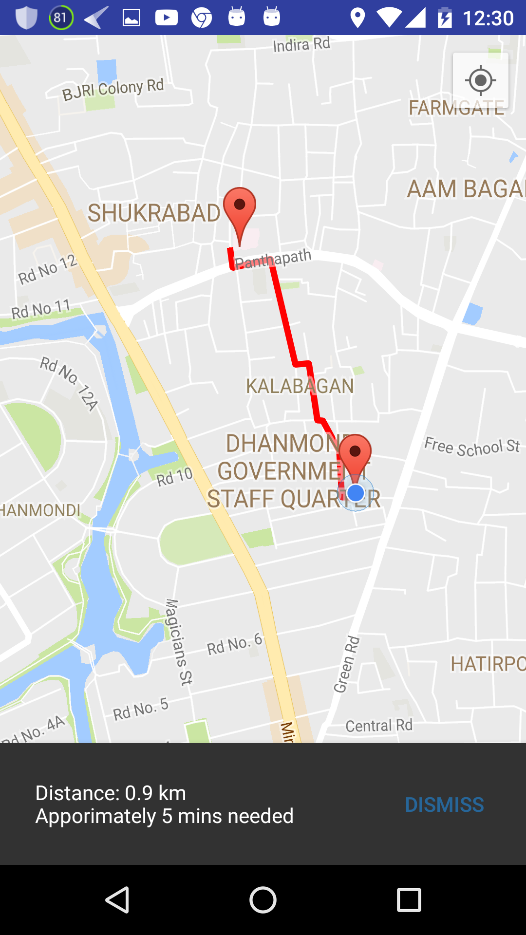 81
12:30
Indira Rd
BJRI Colony Rd
FARMGATE
AAM BAGA
SHUKRABAD
Panthapath
Rd No 12
Rd No 11
Rd No. 12A
KALABAGAN
DHANMONDI
GOVERNMENT
STAFF QUARTER
Free School St
Rd 10
HANMONDI
Magicians St
Rd No. 6
Green Rd
HATIRPO
Rd No. 5
Rd No. 4A
Mir
Central Rd
Distance: 0.9 km
Apporimately 5 mins needed
DISMISS